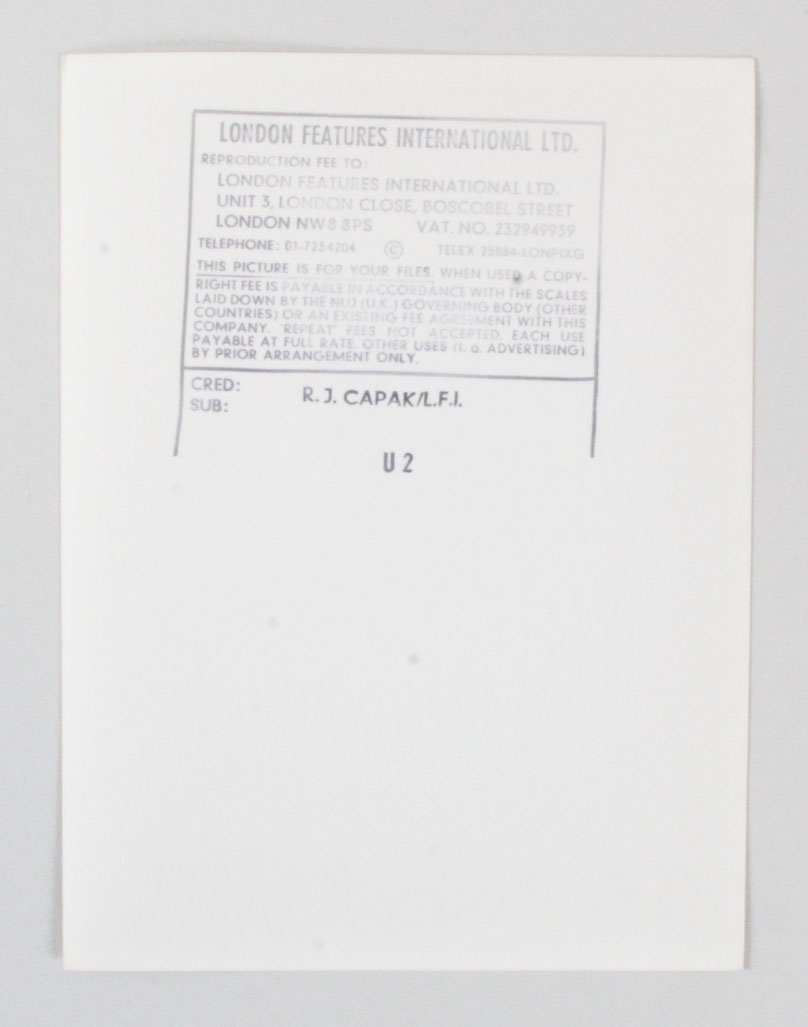 LONDON FEATURES INTERNATIONAL LTD.
REPRODUCTION FEE TO:
LONDON FEATURES INTERNATIONAL LTD.
UNIT 3, LONDON CLOSE, BOSCOBEL STREET
LONDON NW8 8PS VAT. NO. 232949939
TELEPHONE: 01-7234204 © TELEX 25884-LONPIXG
THIS PICTURE IS FOR YOUR FILES. WHEN USED A COPY-
RIGHT FEE IS PAYABLE IN ACCORDANCE WITH THE SCALES
LAID DOWN BY THE NUJ (U.K.) GOVERNING BODY (OTHER
COUNTRIES) OR AN EXISTING FEE AGREEMENT WITH THIS
COMPANY. 'REPEAT' FEES NOT ACCEPTED. EACH USE
PAYABLE AT FULL RATE. OTHER USES (I. e. ADVERTISING)
BY PRIOR ARRANGEMENT ONLY.
CRED: R. J. CAPAK/L.F.I.
SUB:
U 2